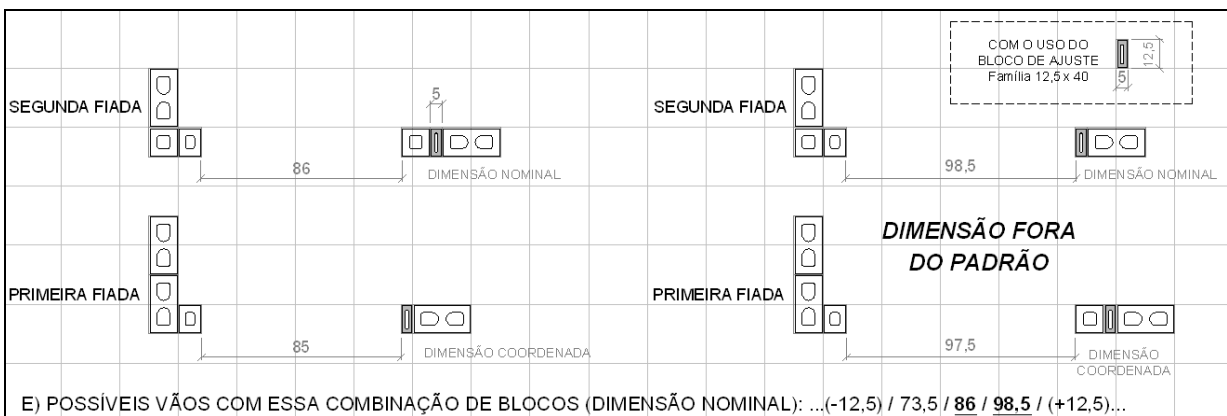 COM O USO DO
BLOCO DE AJUSTE
Família 12,5 x 40
12,5
5
SEGUNDA FIADA
5
86
DIMENSÃO NOMINAL
SEGUNDA FIADA
98,5
DIMENSÃO NOMINAL
DIMENSÃO FORA
DO PADRÃO
PRIMEIRA FIADA
85
DIMENSÃO COORDENADA
PRIMEIRA FIADA
97,5
DIMENSÃO
COORDENADA
E) POSSÍVEIS VÃOS COM ESSA COMBINAÇÃO DE BLOCOS (DIMENSÃO NOMINAL): ...(-12,5) / 73,5 / 86 / 98,5 / (+12,5)...